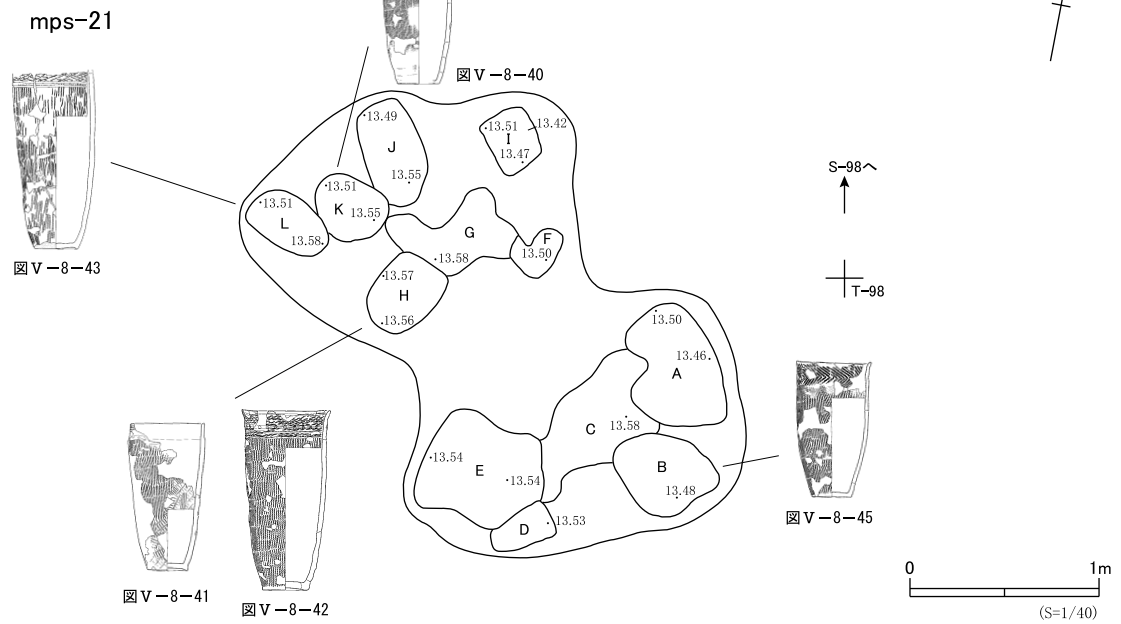 mps-21
図Ⅴ-8-40
13.49
J
13.55
13.51
13.42
I
13.47
S-98へ
13.51
K
13.55
13.51
L
13.58
G
F
13.50
13.58
図Ⅴ-8-43
13.57
H
13.56
T-98
13.50
13.46
A
C
13.58
13.54
E
13.54
B
13.48
D
13.53
図Ⅴ-8-45
図Ⅴ-8-41
図Ⅴ-8-42
0 1m
(S=1/40)